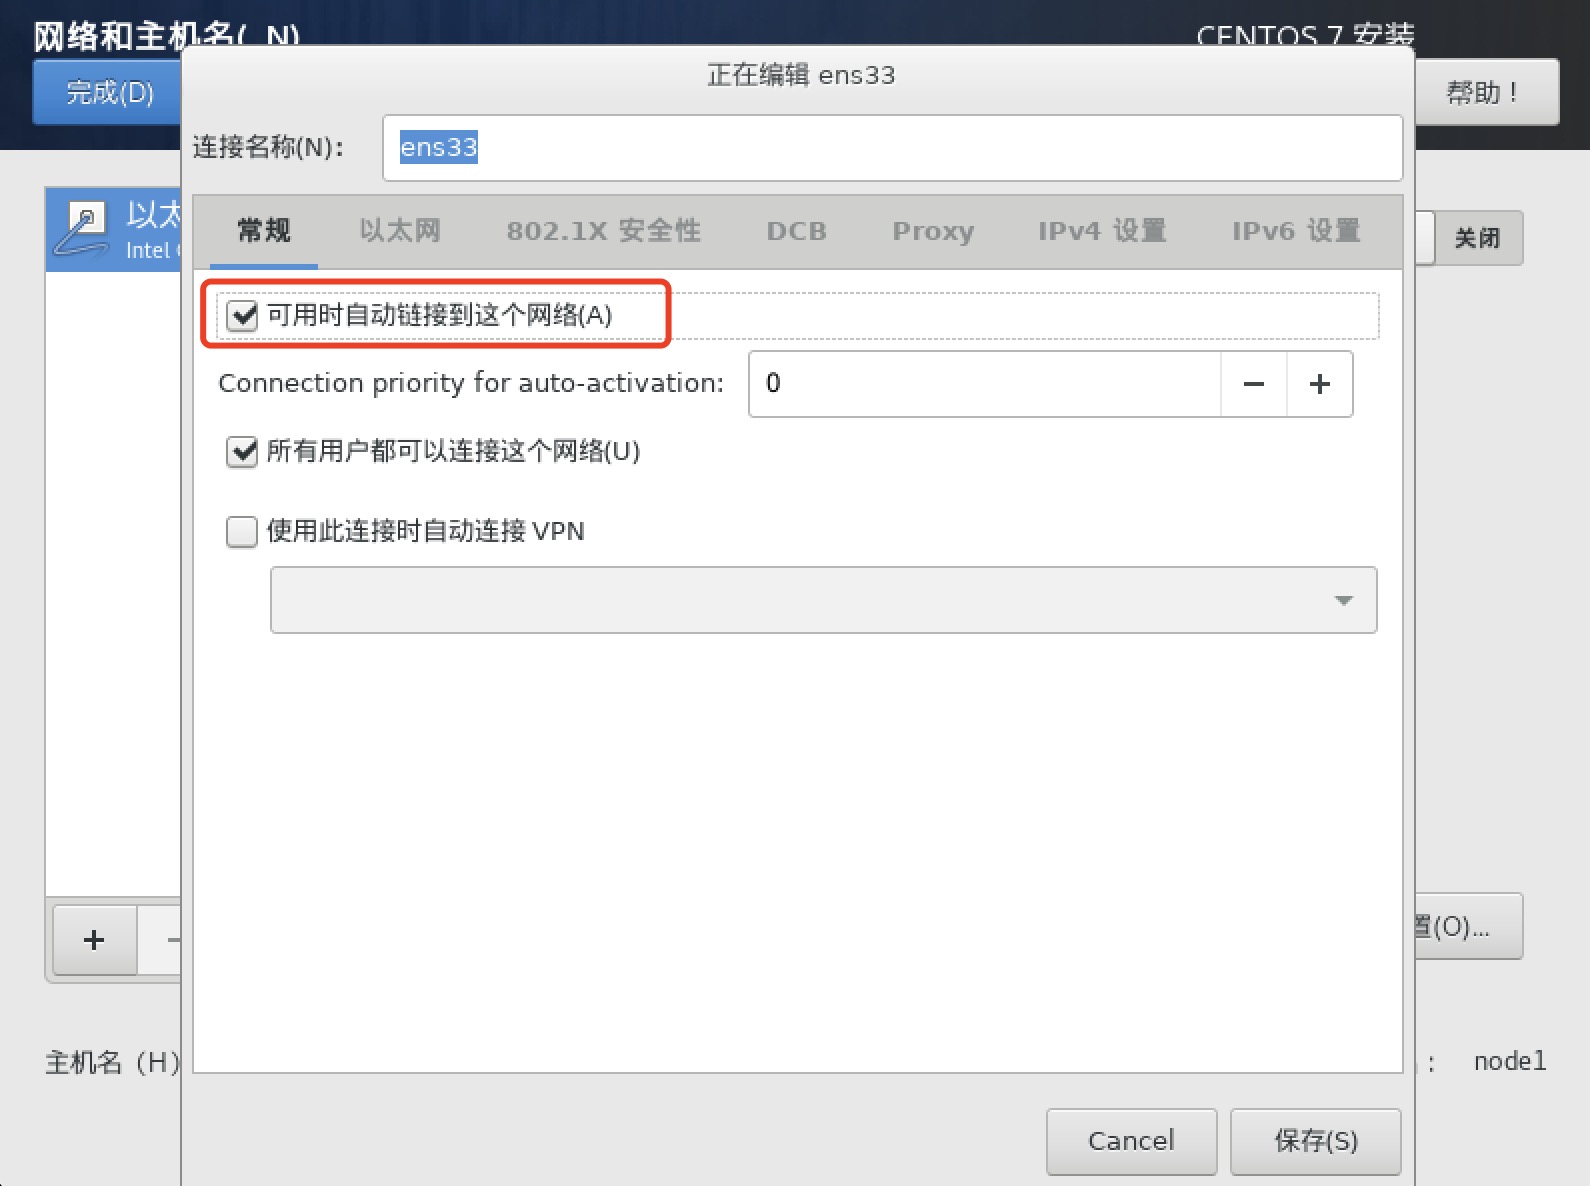 网络和主机名(_N)
CENTOS 7 安装
完成(D)
帮助！
正在编辑 ens33
连接名称(N)：
ens33
以太
Intel
常规
以太网
802.1X 安全性
DCB
Proxy
IPv4 设置
IPv6 设置
关闭
可用时自动链接到这个网络(A)
Connection priority for auto-activation:
0
− +
所有用户都可以连接这个网络(U)
使用此连接时自动连接 VPN
+ −
置(O)...
主机名（H）
：
node1
Cancel
保存(S)